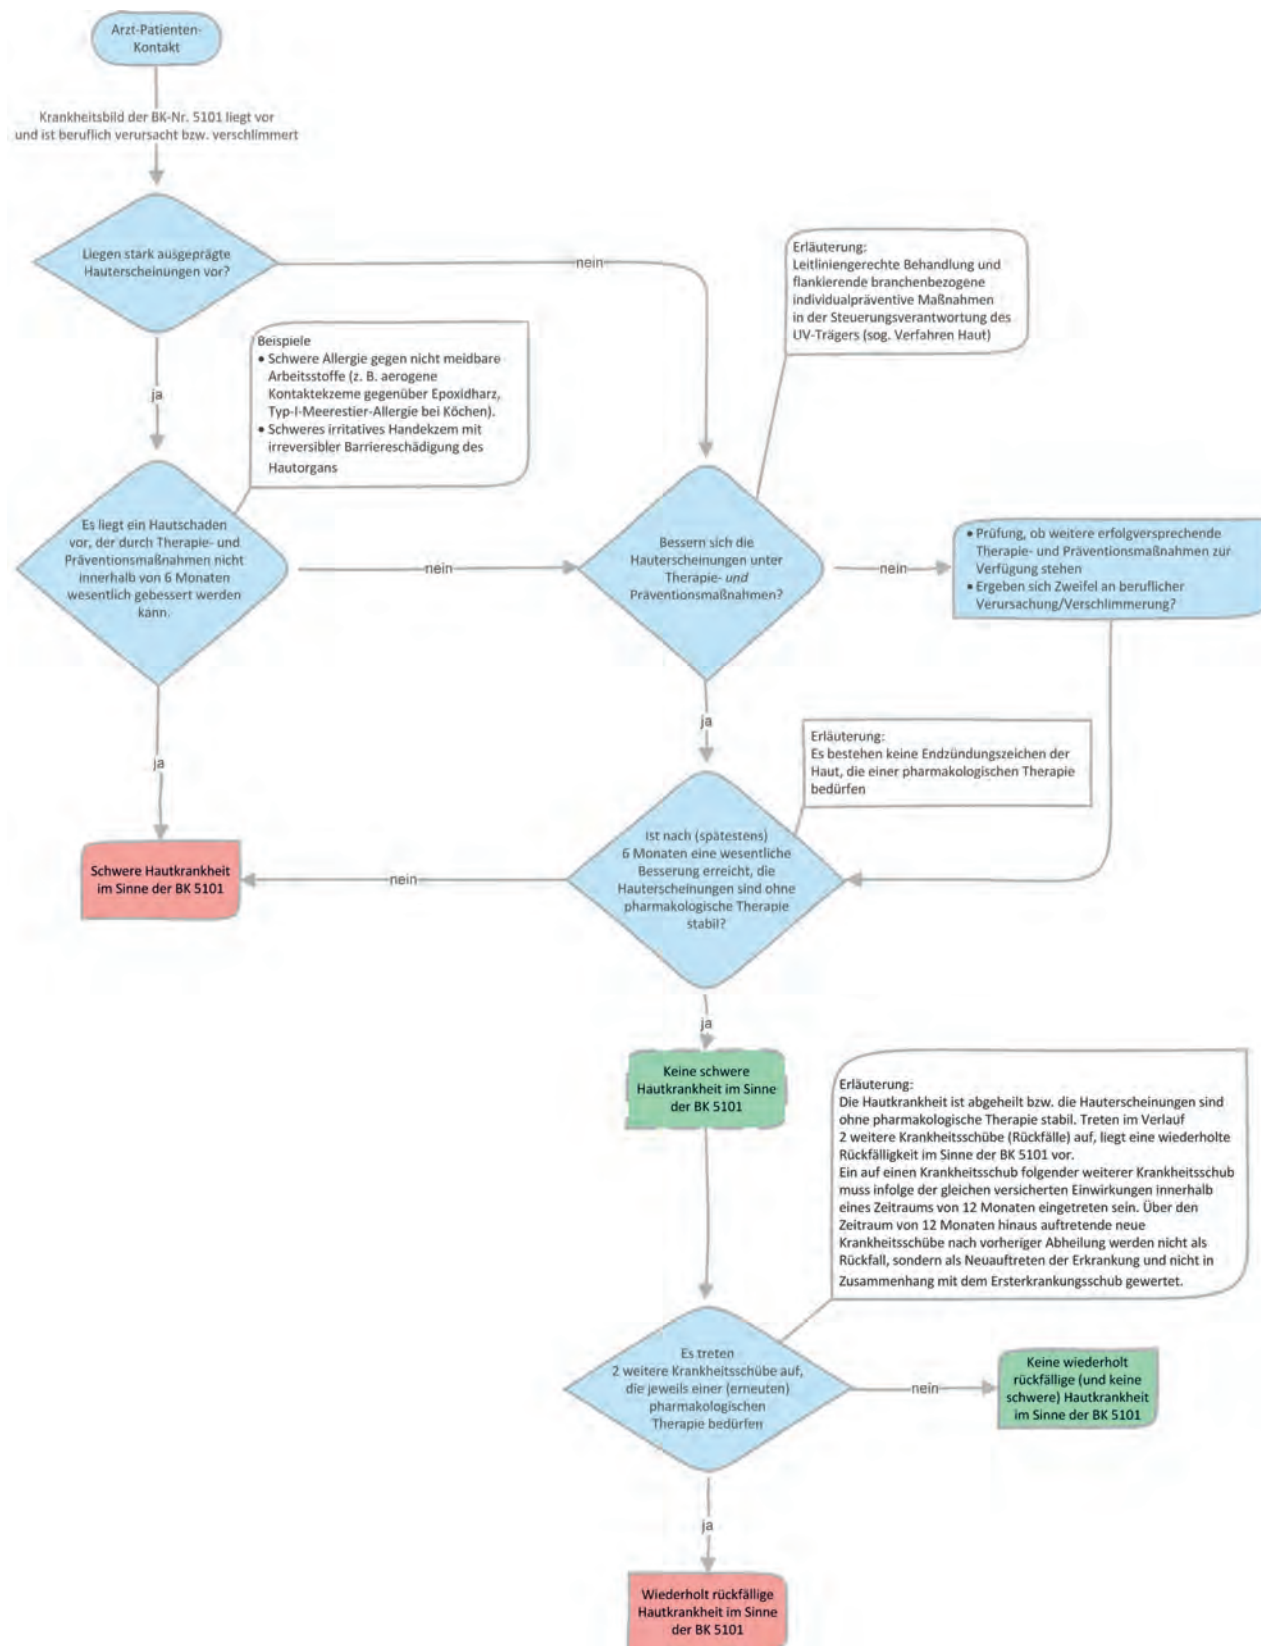 Arzt-Patienten-
Kontakt
Krankheitsbild der BK-Nr. 5101 liegt vor
und ist beruflich verursacht bzw. verschlimmert
Liegen stark ausgeprägte
Hauterscheinungen vor?
nein
Erläuterung:
Leitliniengerechte Behandlung und
flankierende branchenbezogene
individualpräventive Maßnahmen
in der Steuerungsverantwortung des
UV-Trägers (sog. Verfahren Haut)
ja
Beispiele
• Schwere Allergie gegen nicht meidbare
Arbeitsstoffe (z. B. aerogene
Kontaktekzeme gegenüber Epoxidharz,
Typ-I-Meerestier-Allergie bei Köchen).
• Schweres irritatives Handekzem mit
irreversibler Barriereschädigung des
Hautorgans
Es liegt ein Hautschaden
vor, der durch Therapie- und
Präventionsmaßnahmen nicht
innerhalb von 6 Monaten
wesentlich gebessert werden
kann.
nein
Bessern sich die
Hauterscheinungen unter
Therapie- und
Präventionsmaßnahmen?
nein
• Prüfung, ob weitere erfolgversprechende
Therapie- und Präventionsmaßnahmen zur
Verfügung stehen
• Ergeben sich Zweifel an beruflicher
Verursachung/Verschlimmerung?
ja
ja
Erläuterung:
Es bestehen keine Endzündungszeichen der
Haut, die einer pharmakologischen Therapie
bedürfen
Schwere Hautkrankheit
im Sinne der BK 5101
nein
Ist nach (spätestens)
6 Monaten eine wesentliche
Besserung erreicht, die
Hauterscheinungen sind ohne
pharmakologische Therapie
stabil?
ja
Keine schwere
Hautkrankheit im Sinne
der BK 5101
Erläuterung:
Die Hautkrankheit ist abgeheilt bzw. die Hauterscheinungen sind
ohne pharmakologische Therapie stabil. Treten im Verlauf
2 weitere Krankheitsschübe (Rückfälle) auf, liegt eine wiederholte
Rückfälligkeit im Sinne der BK 5101 vor.
Ein auf einen Krankheitsschub folgender weiterer Krankheitsschub
muss infolge der gleichen versicherten Einwirkungen innerhalb
eines Zeitraums von 12 Monaten eingetreten sein. Über den
Zeitraum von 12 Monaten hinaus auftretende neue
Krankheitsschübe nach vorheriger Abheilung werden nicht als
Rückfall, sondern als Neuauftreten der Erkrankung und nicht in
Zusammenhang mit dem Ersterkrankungsschub gewertet.
Es treten
2 weitere Krankheitsschübe auf,
die jeweils einer (erneuten)
pharmakologischen
Therapie bedürfen
nein
Keine wiederholt
rückfällige (und keine
schwere) Hautkrankheit
im Sinne der BK 5101
ja
Wiederholt rückfällige
Hautkrankheit im Sinne
der BK 5101